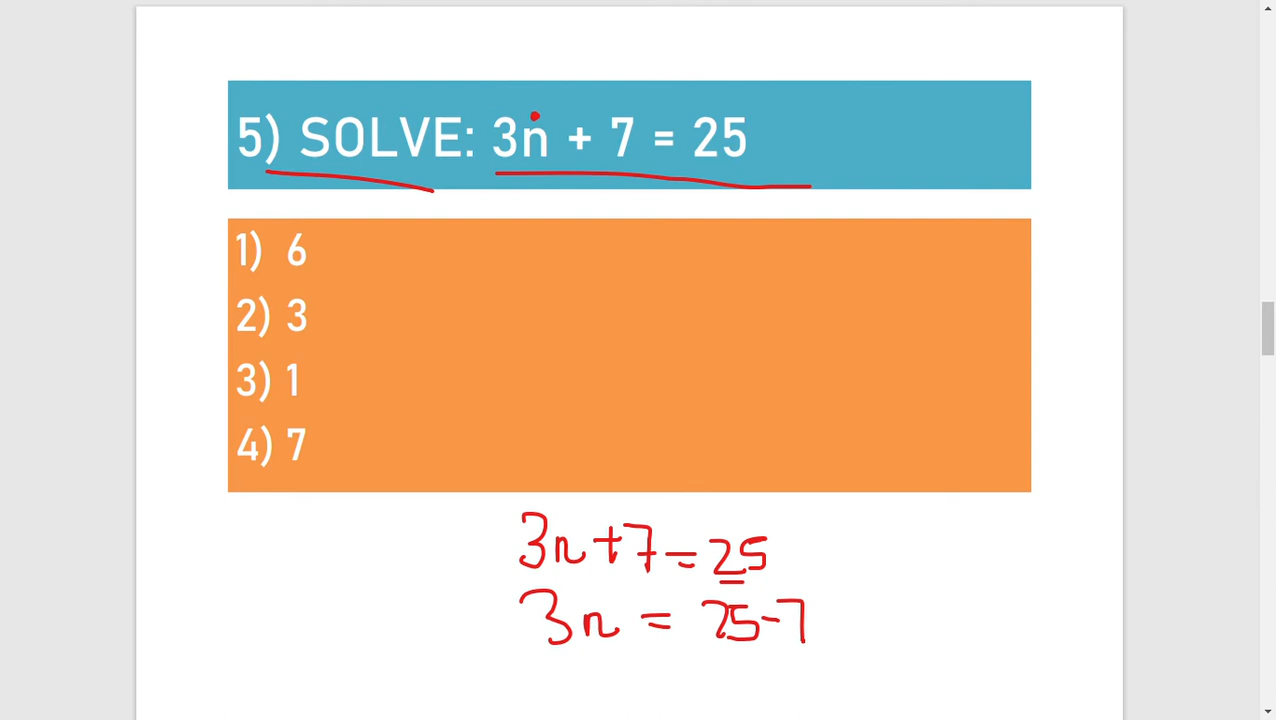 5) SOLVE: 3n + 7 = 25
1) 6
2) 3
3) 1
4) 7
3n+7=25
3n = 25-7